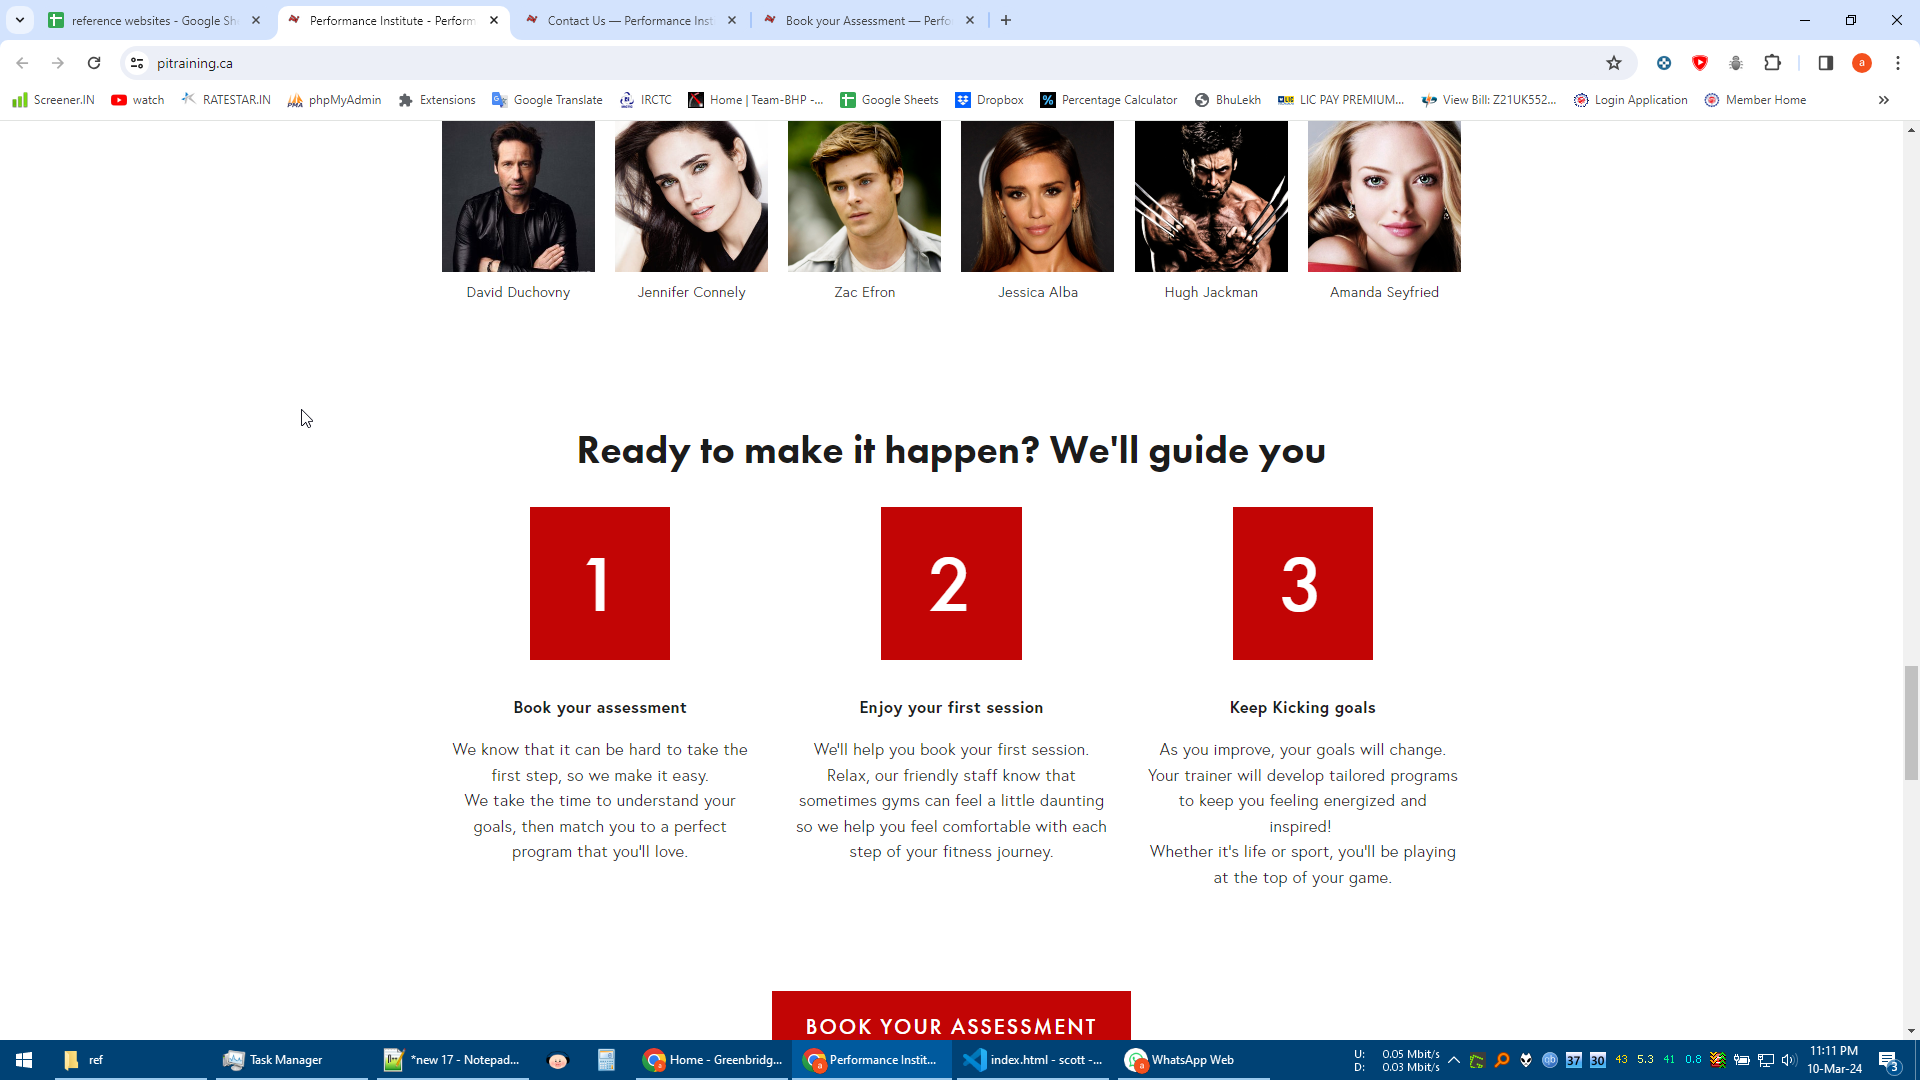 reference websites - Google She
Performance Institute - Perform
Contact Us — Performance Inst
Book your Assessment — Perfo
pitraining.ca
a
Screener.IN
watch
RATESTAR.IN
phpMyAdmin
Extensions
Google Translate
IRCTC
Home | Team-BHP -...
Google Sheets
Dropbox
Percentage Calculator
BhuLekh
LIC PAY PREMIUM...
View Bill: Z21UK552...
Login Application
Member Home
David Duchovny
Jennifer Connely
Zac Efron
Jessica Alba
Hugh Jackman
Amanda Seyfried
Ready to make it happen? We'll guide you
1
2
3
Book your assessment
We know that it can be hard to take the
first step, so we make it easy.
We take the time to understand your
goals, then match you to a perfect
program that you'll love.
Enjoy your first session
We'll help you book your first session.
Relax, our friendly staff know that
sometimes gyms can feel a little daunting
so we help you feel comfortable with each
step of your fitness journey.
Keep Kicking goals
As you improve, your goals will change.
Your trainer will develop tailored programs
to keep you feeling energized and
inspired!
Whether it's life or sport, you'll be playing
at the top of your game.
BOOK YOUR ASSESSMENT
ref
Task Manager
*new 17 - Notepad...
Home - Greenbridg...
Performance Instit...
index.html - scott -...
WhatsApp Web
U: 0.05 Mbit/s
D: 0.03 Mbit/s
37
30
43
5.3
41
0.8
11:11 PM
10-Mar-24
3